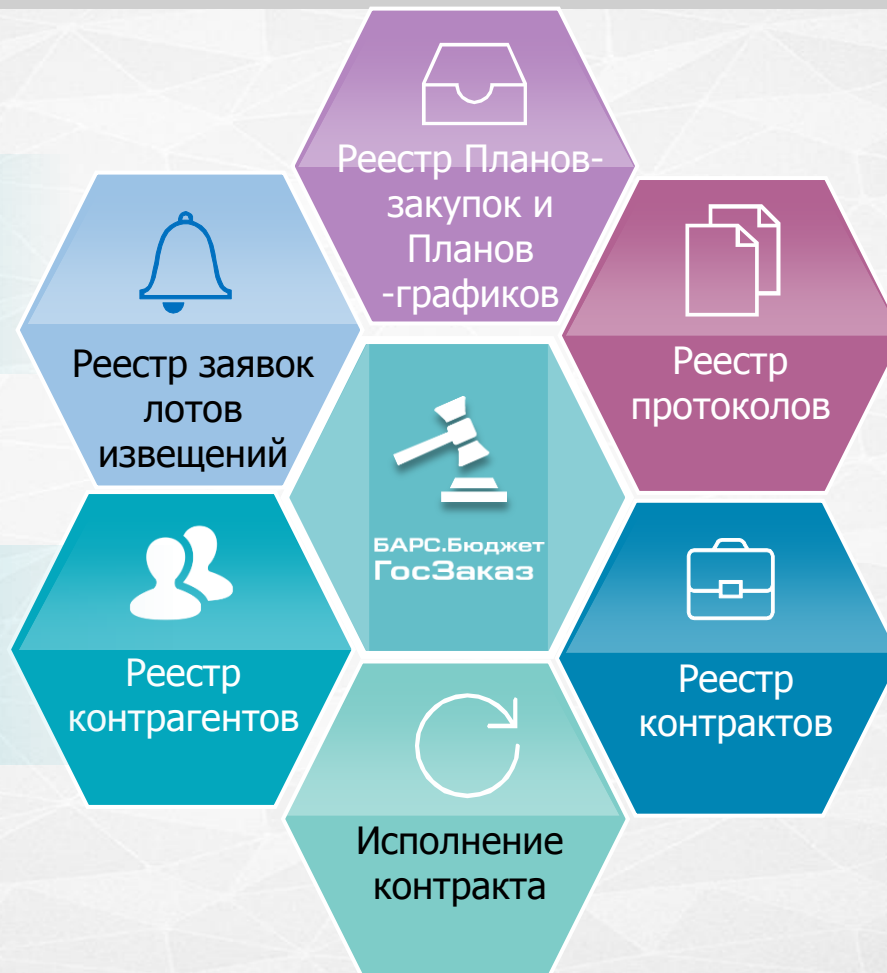 Реестр Планов-
закупок и
Планов
-графиков
Реестр заявок
лотов
извещений
Реестр
протоколов
БАРС.Бюджет
ГосЗаказ
Реестр
контрагентов
Реестр
контрактов
Исполнение
контракта